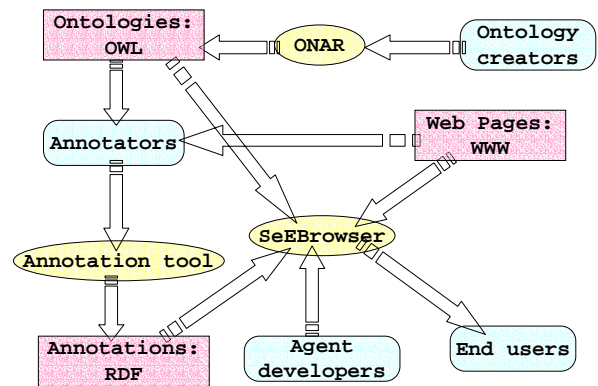 Ontologies:
OWL
ONAR
Ontology
creators
Annotators
Web Pages:
WWW
SeEBrowser
Annotation tool
Annotations:
RDF
Agent
developers
End users